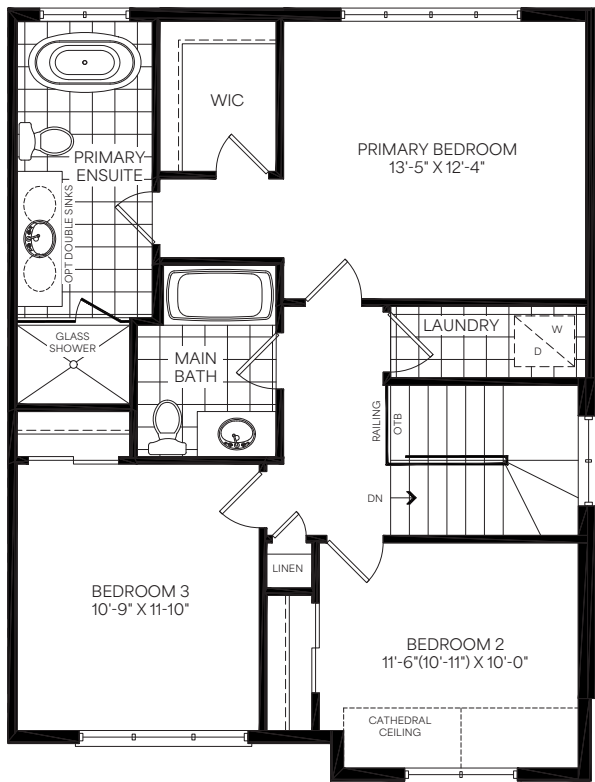 WIC
PRIMARY BEDROOM
13'-5" X 12'-4"
PRIMARY
ENSUITE
OPT DOUBLE SINKS
GLASS
SHOWER
MAIN
BATH
LAUNDRY
W
D
RAILING
OTB
DN
LINEN
BEDROOM 3
10'-9" X 11-10"
BEDROOM 2
11'-6"(10'-11") X 10'-0"
CATHEDRAL
CEILING